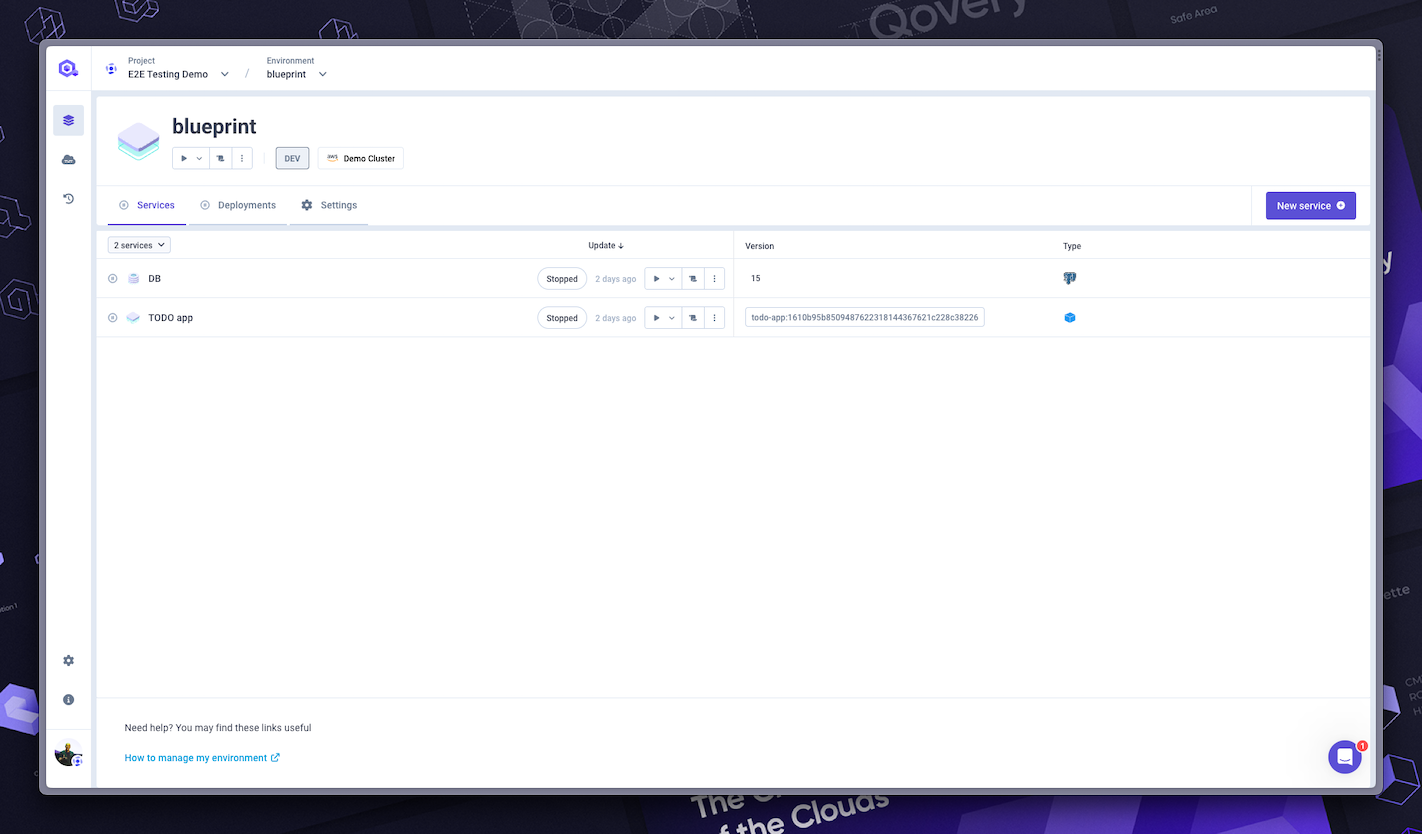 Qovery
Safe Area
Project
E2E Testing Demo
/
Environment
blueprint
blueprint
DEV
aws
Demo Cluster
Services
Deployments
Settings
New service
2 services
Update
Version
Type
DB
Stopped
2 days ago
15
TODO app
Stopped
2 days ago
todo-app:1610b95b8509487622318144367621c228c38226
Need help? You may find these links useful
How to manage my environment
1
of the Clouds